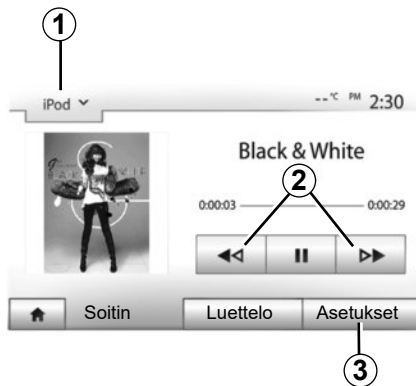 1
iPod --°C PM 2:30
Black & White
2
0:00:03 0:00:29
Soitin Luettelo Asetukset
3